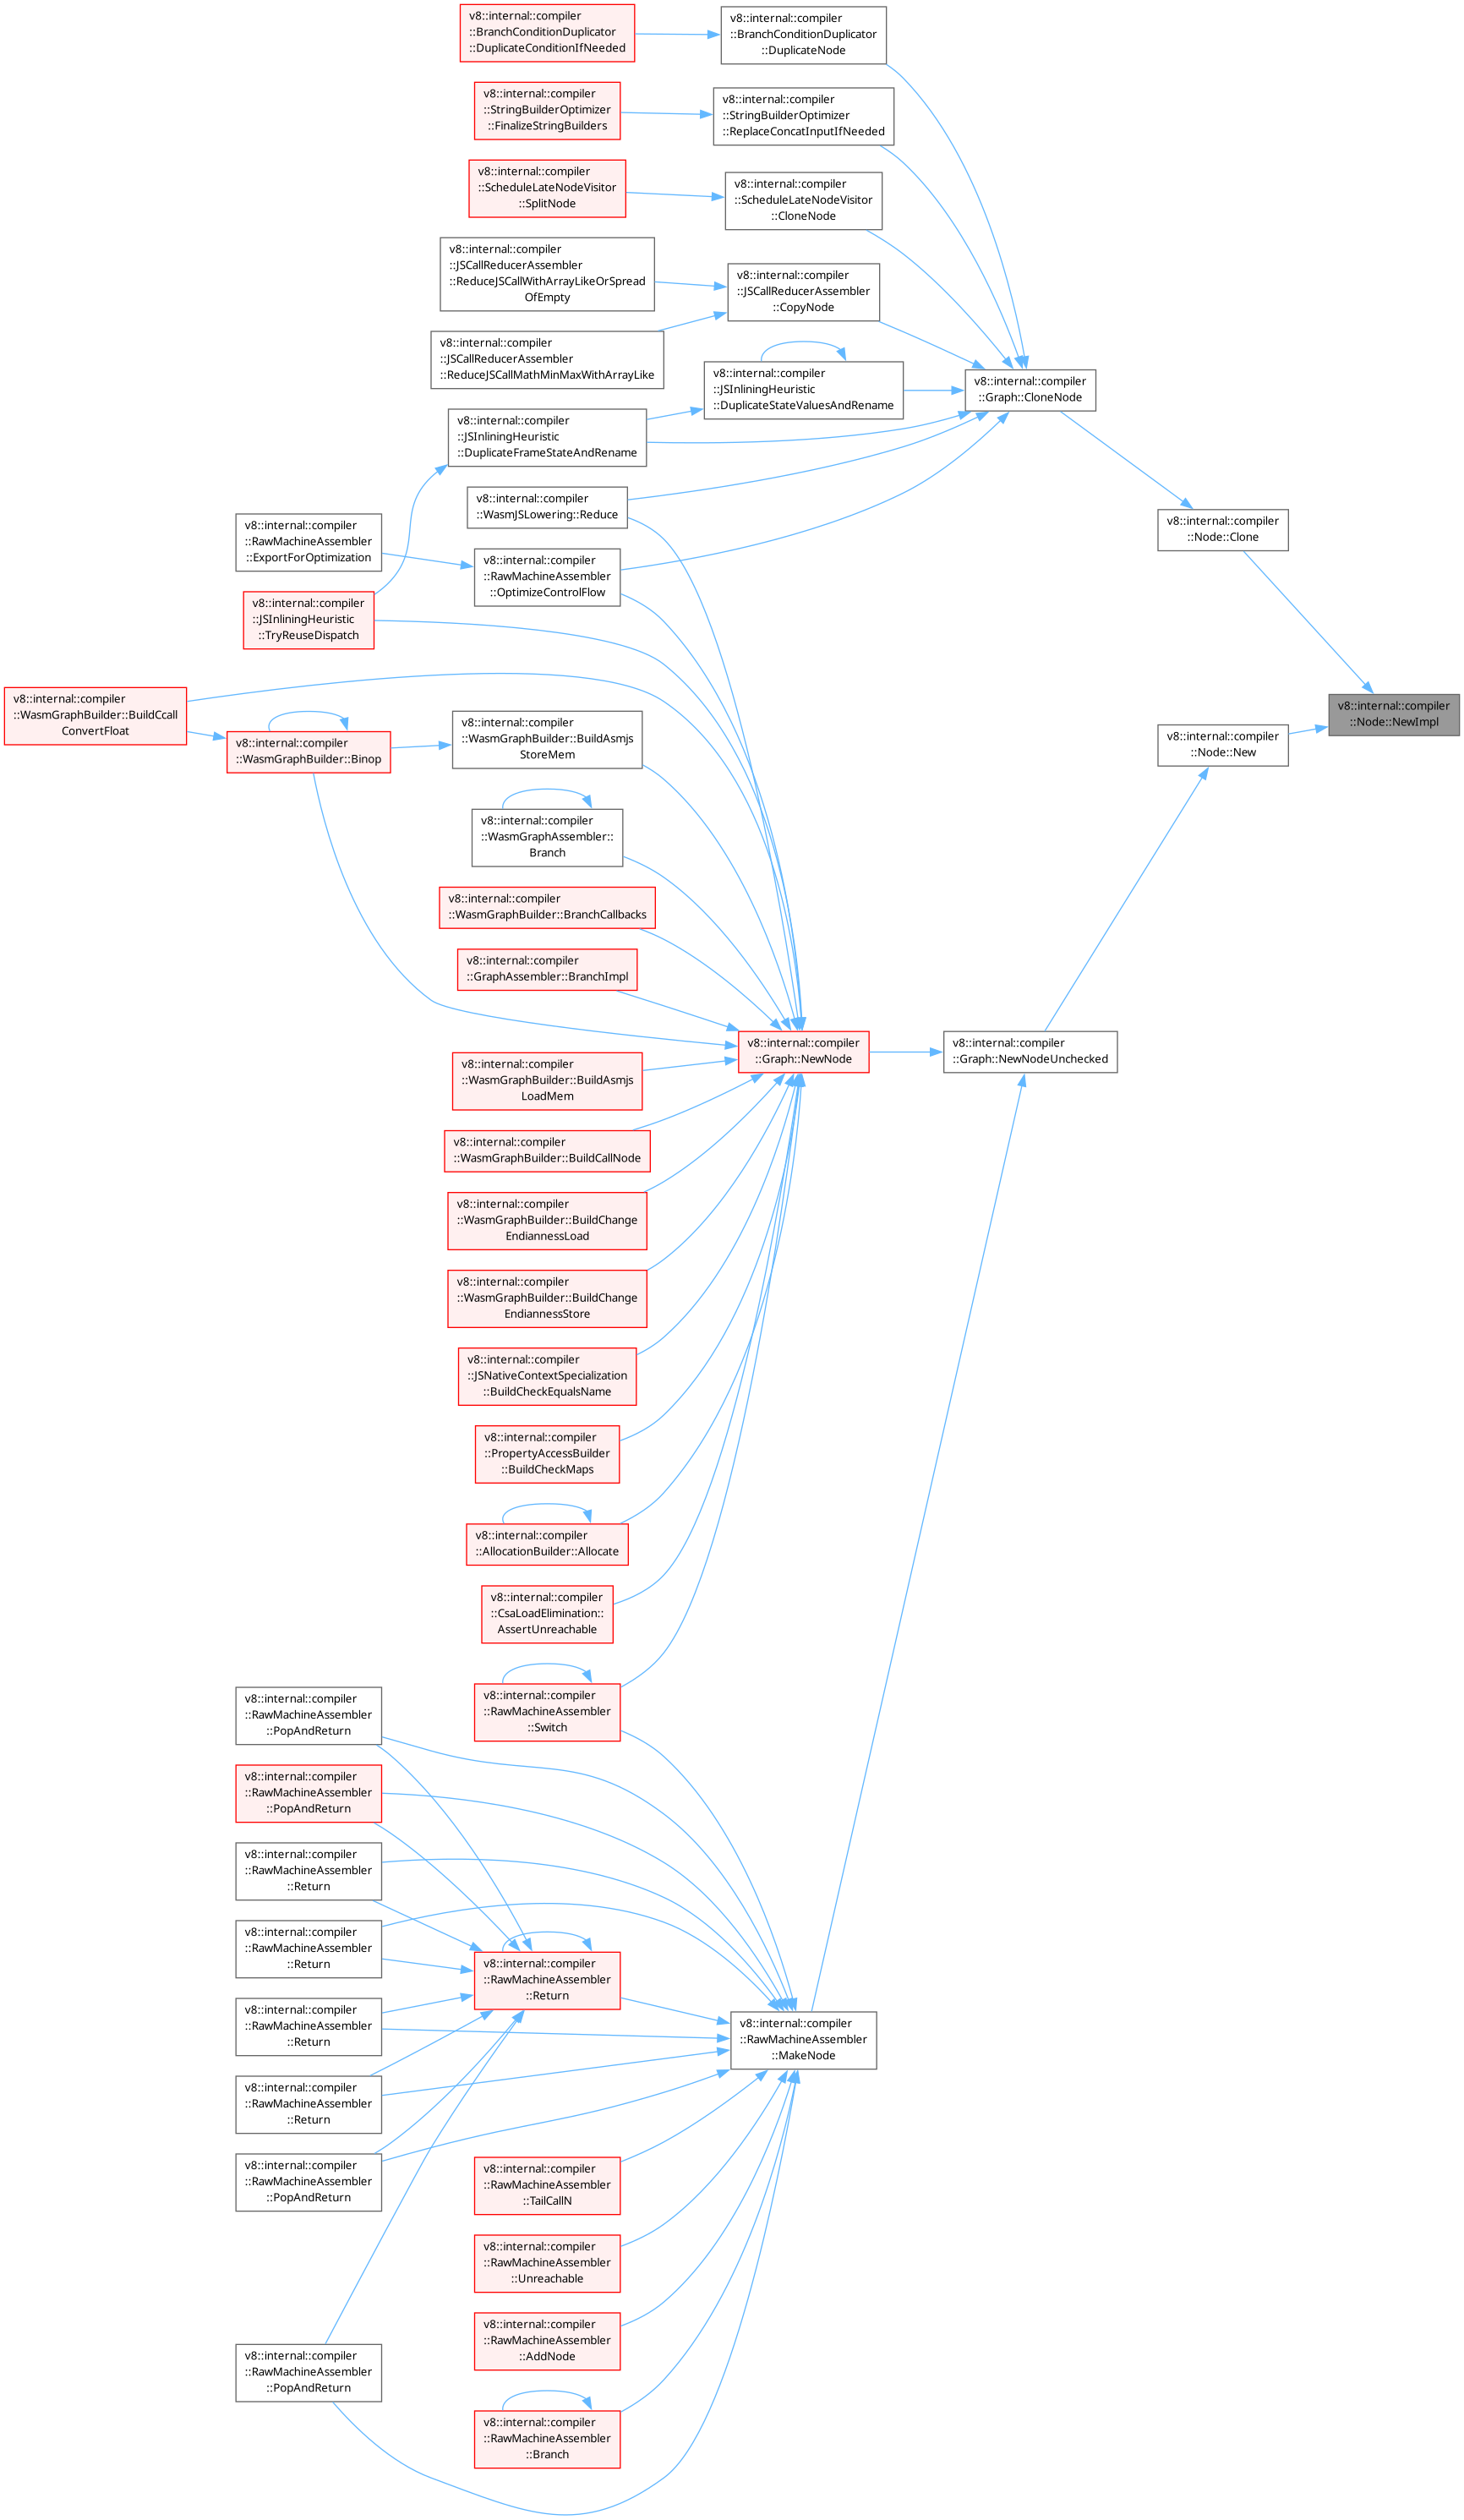 v8::internal::compiler
::BranchConditionDuplicator
::DuplicateConditionIfNeeded
v8::internal::compiler
::BranchConditionDuplicator
::DuplicateNode
v8::internal::compiler
::StringBuilderOptimizer
::FinalizeStringBuilders
v8::internal::compiler
::StringBuilderOptimizer
::ReplaceConcatInputIfNeeded
v8::internal::compiler
::ScheduleLateNodeVisitor
::SplitNode
v8::internal::compiler
::ScheduleLateNodeVisitor
::CloneNode
v8::internal::compiler
::JSCallReducerAssembler
::ReduceJSCallWithArrayLikeOrSpread
OfEmpty
v8::internal::compiler
::JSCallReducerAssembler
::CopyNode
v8::internal::compiler
::JSCallReducerAssembler
::ReduceJSCallMathMinMaxWithArrayLike
v8::internal::compiler
::JSInliningHeuristic
::DuplicateStateValuesAndRename
v8::internal::compiler
::Graph::CloneNode
v8::internal::compiler
::JSInliningHeuristic
::DuplicateFrameStateAndRename
v8::internal::compiler
::WasmJSLowering::Reduce
v8::internal::compiler
::Node::Clone
v8::internal::compiler
::RawMachineAssembler
::ExportForOptimization
v8::internal::compiler
::RawMachineAssembler
::OptimizeControlFlow
v8::internal::compiler
::JSInliningHeuristic
::TryReuseDispatch
v8::internal::compiler
::WasmGraphBuilder::BuildCcall
ConvertFloat
v8::internal::compiler
::WasmGraphBuilder::Binop
v8::internal::compiler
::WasmGraphBuilder::BuildAsmjs
StoreMem
v8::internal::compiler
::Node::New
v8::internal::compiler
::Node::NewImpl
v8::internal::compiler
::WasmGraphAssembler::
Branch
v8::internal::compiler
::WasmGraphBuilder::BranchCallbacks
v8::internal::compiler
::GraphAssembler::BranchImpl
v8::internal::compiler
::Graph::NewNode
v8::internal::compiler
::Graph::NewNodeUnchecked
v8::internal::compiler
::WasmGraphBuilder::BuildAsmjs
LoadMem
v8::internal::compiler
::WasmGraphBuilder::BuildCallNode
v8::internal::compiler
::WasmGraphBuilder::BuildChange
EndiannessLoad
v8::internal::compiler
::WasmGraphBuilder::BuildChange
EndiannessStore
v8::internal::compiler
::JSNativeContextSpecialization
::BuildCheckEqualsName
v8::internal::compiler
::PropertyAccessBuilder
::BuildCheckMaps
v8::internal::compiler
::AllocationBuilder::Allocate
v8::internal::compiler
::CsaLoadElimination::
AssertUnreachable
v8::internal::compiler
::RawMachineAssembler
::Switch
v8::internal::compiler
::RawMachineAssembler
::PopAndReturn
v8::internal::compiler
::RawMachineAssembler
::PopAndReturn
v8::internal::compiler
::RawMachineAssembler
::Return
v8::internal::compiler
::RawMachineAssembler
::Return
v8::internal::compiler
::RawMachineAssembler
::Return
v8::internal::compiler
::RawMachineAssembler
::Return
v8::internal::compiler
::RawMachineAssembler
::MakeNode
v8::internal::compiler
::RawMachineAssembler
::Return
v8::internal::compiler
::RawMachineAssembler
::PopAndReturn
v8::internal::compiler
::RawMachineAssembler
::TailCallN
v8::internal::compiler
::RawMachineAssembler
::Unreachable
v8::internal::compiler
::RawMachineAssembler
::AddNode
v8::internal::compiler
::RawMachineAssembler
::PopAndReturn
v8::internal::compiler
::RawMachineAssembler
::Branch